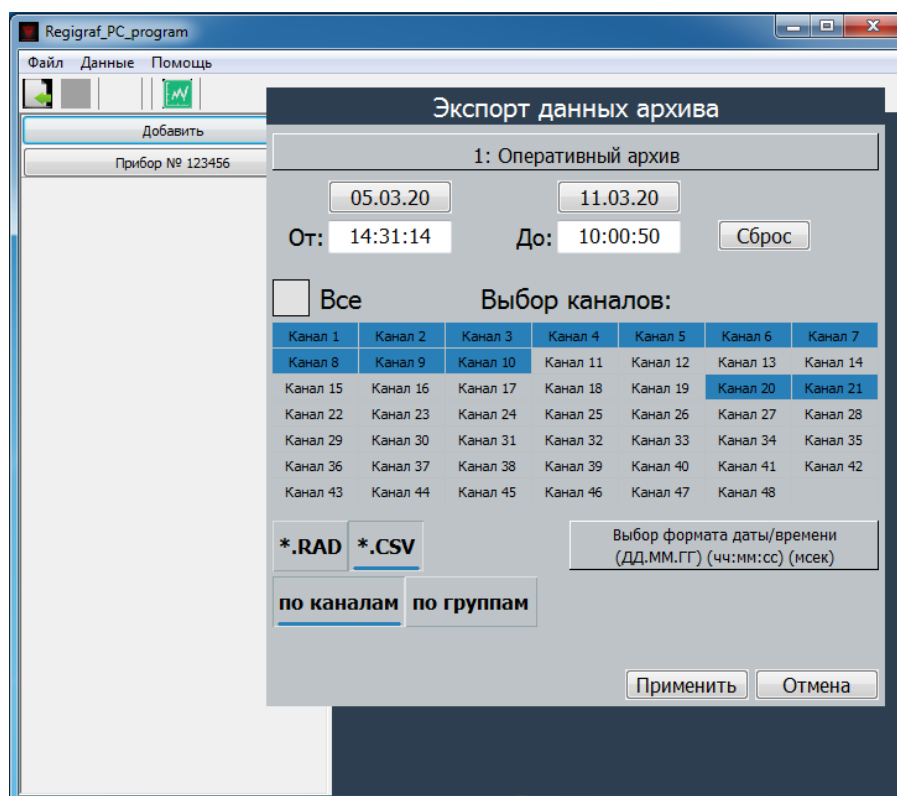 Regigraf_PC_program
Файл Данные Помощь
Добавить
Прибор № 123456
Экспорт данных архива
1: Оперативный архив
05.03.20 11.03.20
От: 14:31:14 До: 10:00:50 Сброс
Все Выбор каналов:
Канал 1 Канал 2 Канал 3 Канал 4 Канал 5 Канал 6 Канал 7
Канал 8 Канал 9 Канал 10 Канал 11 Канал 12 Канал 13 Канал 14
Канал 15 Канал 16 Канал 17 Канал 18 Канал 19 Канал 20 Канал 21
Канал 22 Канал 23 Канал 24 Канал 25 Канал 26 Канал 27 Канал 28
Канал 29 Канал 30 Канал 31 Канал 32 Канал 33 Канал 34 Канал 35
Канал 36 Канал 37 Канал 38 Канал 39 Канал 40 Канал 41 Канал 42
Канал 43 Канал 44 Канал 45 Канал 46 Канал 47 Канал 48
*.RAD *.CSV
Выбор формата даты/времени
(ДД.ММ.ГГ) (чч:мм:сс) (мсек)
по каналам по группам
Применить Отмена